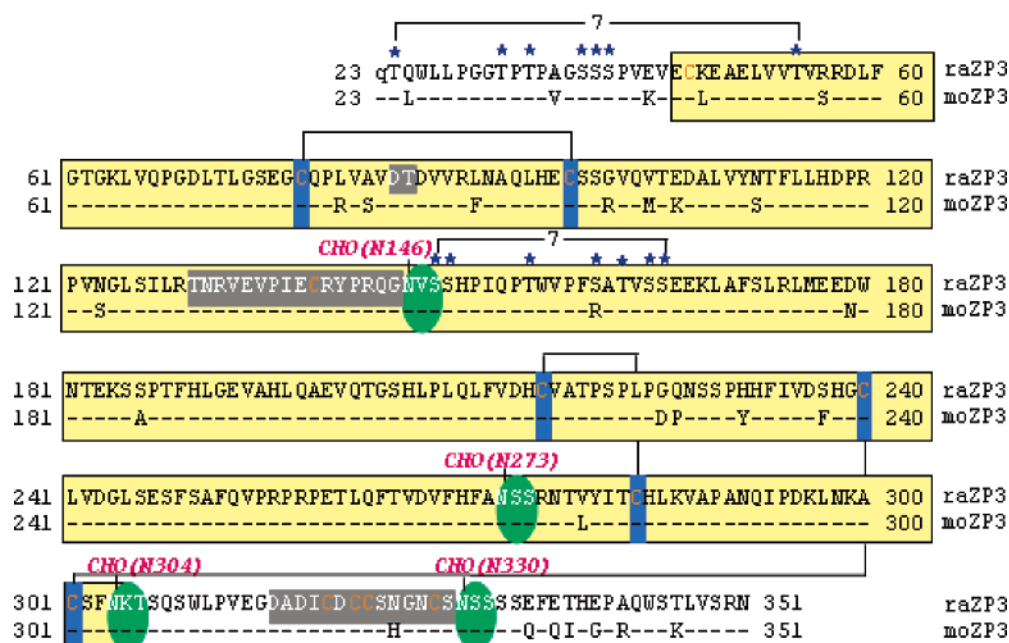 7
* * * *** *
23 qTQWLLPGGTPTPAGSSSPVEVECKEAELVVTVRRDLF 60 raZP3
23 --L----------V------K---L--------S---- 60 moZP3
61 GTGKLVQPGDLTLGSEGCQPLVAVDTDVVRLNAQLHECSSGVQVTEDALVYNTFLLHDPR 120 raZP3
61 --------------------R-S-------F---------R--M-K-----S-------- 120 moZP3
CHO(N146) 7
** * * * **
121 PVNGLSILRTNRVEVPIECRYPRQGNVSSHPIQPTWVPFSATVSSEEKLAFSLRLMEEDW 180 raZP3
121 --S------------------------------------R------------------N- 180 moZP3
181 NTEKSSPTFHLGEVAHLQAEVQTGSHLPLQLFVDHCVATPSPLPGQNSSPHHFIVDSHGC 240 raZP3
181 -----A--------------------------------------DP----Y-----F--- 240 moZP3
CHO(N273)
241 LVDGLSESFSAFQVPRPRPETLQFTVDVFHFANSSRNTVYITCHLKVAPANQIPDKLNKA 300 raZP3
241 --------------------------------------L--------------------- 300 moZP3
CHO(N304) CHO(N330)
301 CSFNKTSQSWLPVEGDADICDCCSNGNCSNSSSSEFETHEPAQWSTLVSRN 351 raZP3
301 ------------------------H---------Q-QI-G-R---K----- 351 moZP3